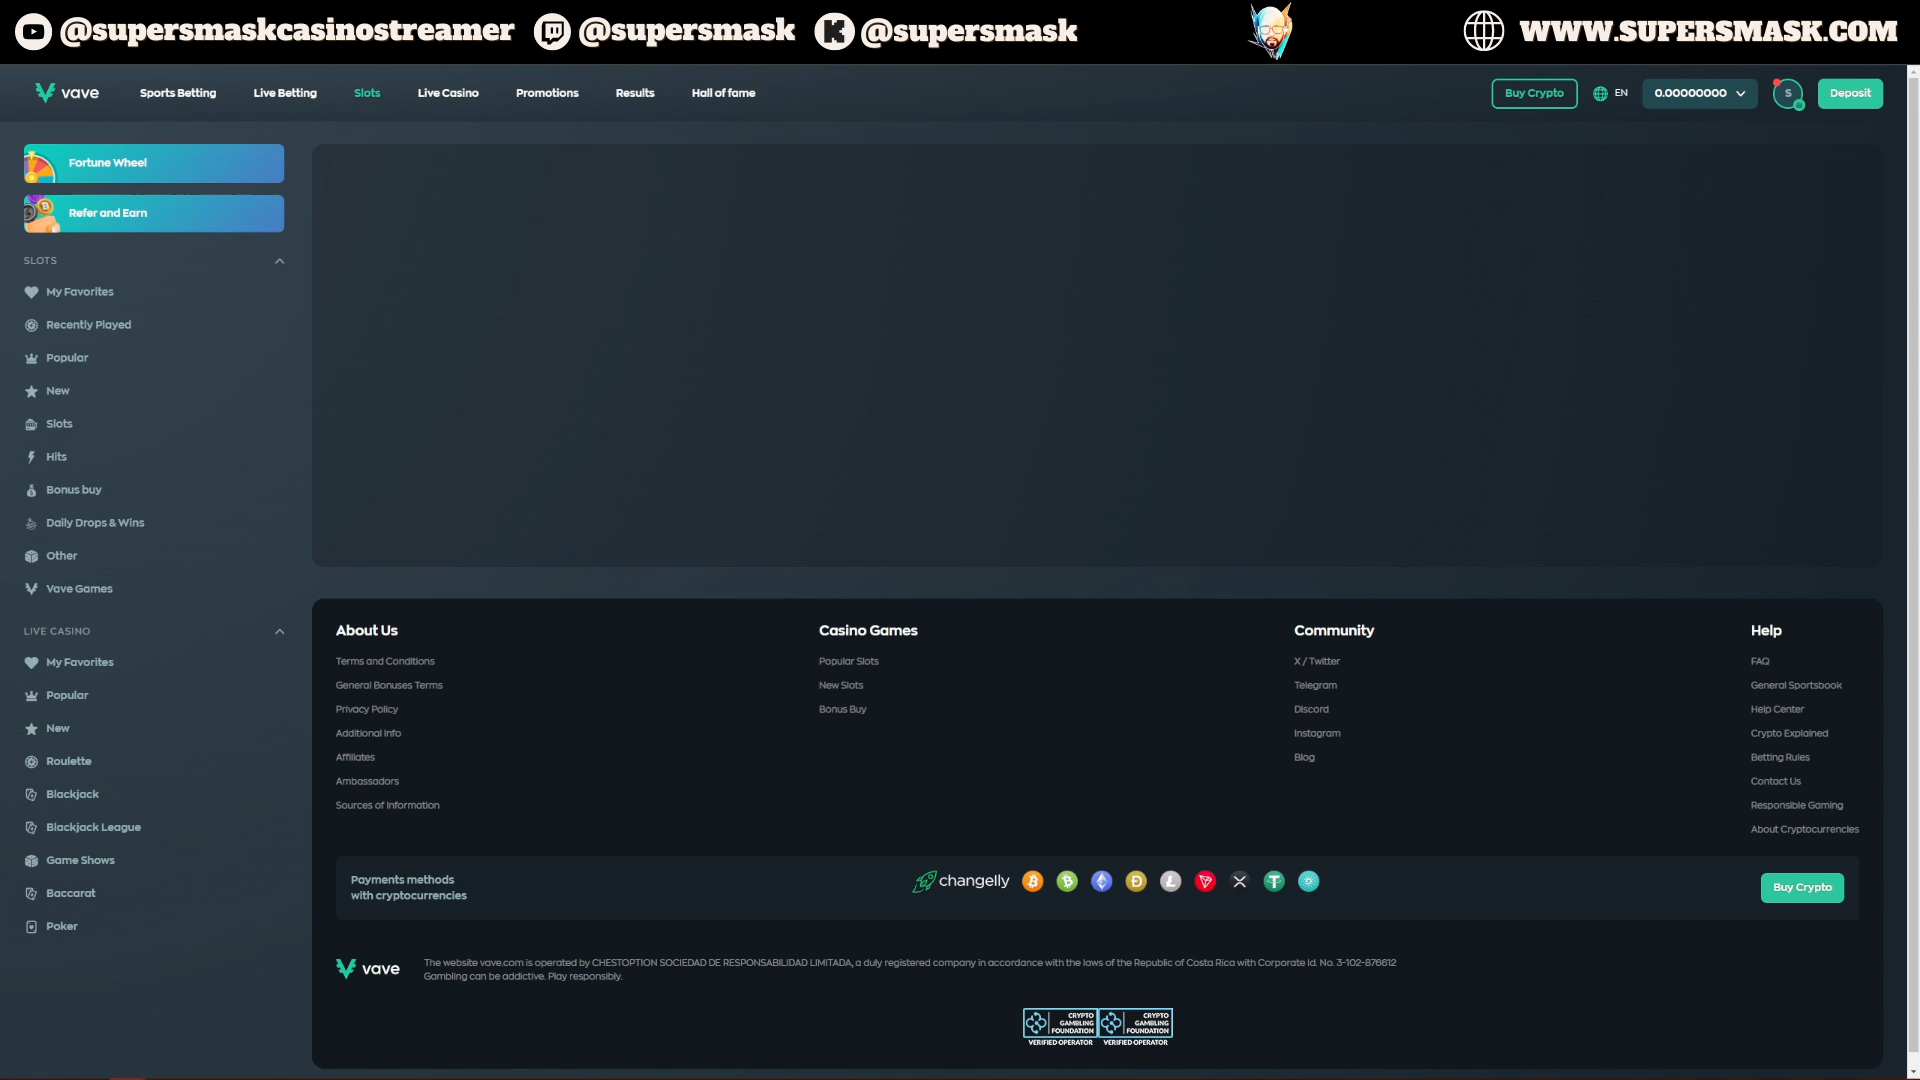 @supersmaskcasinostreamer @supersmask @supersmask WWW.SUPERSMASK.COM
vave Sports Betting Live Betting Slots Live Casino Promotions Results Hall of fame Buy Crypto EN 0.00000000 S Deposit
Fortune Wheel
Refer and Earn
SLOTS
My Favorites
Recently Played
Popular
New
Slots
Hits
Bonus buy
Daily Drops & Wins
Other
Vave Games
LIVE CASINO
My Favorites
Popular
New
Roulette
Blackjack
Blackjack League
Game Shows
Baccarat
Poker
About Us
Terms and Conditions
General Bonuses Terms
Privacy Policy
Additional Info
Affiliates
Ambassadors
Sources of Information
Casino Games
Popular Slots
New Slots
Bonus Buy
Community
X / Twitter
Telegram
Discord
Instagram
Blog
Help
FAQ
General Sportsbook
Help Center
Crypto Explained
Betting Rules
Contact Us
Responsible Gaming
About Cryptocurrencies
Payments methods
with cryptocurrencies
changelly
Buy Crypto
vave
The website vave.com is operated by CHESTOPTION SOCIEDAD DE RESPONSABILIDAD LIMITADA, a duly registered company in accordance with the laws of the Republic of Costa Rica with Corporate Id. No. 3-102-876612
Gambling can be addictive. Play responsibly.
CRYPTO
GAMBLING
FOUNDATION
VERIFIED OPERATOR
CRYPTO
GAMBLING
FOUNDATION
VERIFIED OPERATOR